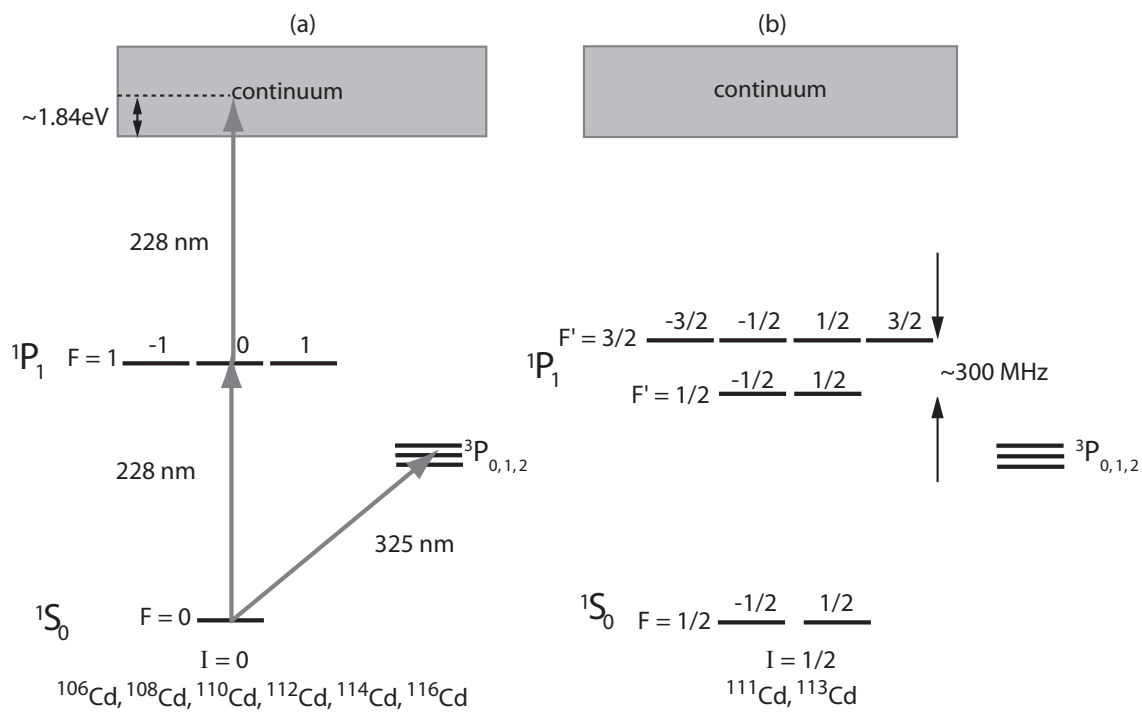 (a)
continuum
~1.84eV
228 nm
¹P₁
F = 1
-1
0
1
³P₀,₁,₂
228 nm
325 nm
¹S₀
F = 0
I = 0
¹⁰⁶Cd, ¹⁰⁸Cd, ¹¹⁰Cd, ¹¹²Cd, ¹¹⁴Cd, ¹¹⁶Cd
(b)
continuum
-3/2
-1/2
1/2
3/2
F' = 3/2
¹P₁
~300 MHz
-1/2
1/2
F' = 1/2
³P₀,₁,₂
¹S₀
F = 1/2
-1/2
1/2
I = 1/2
¹¹¹Cd, ¹¹³Cd